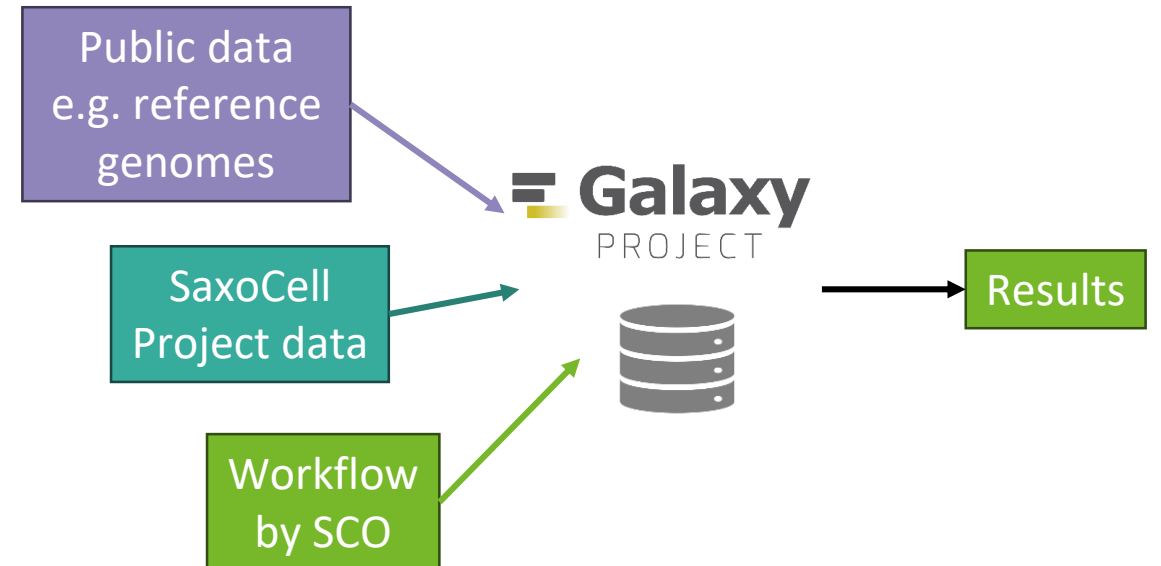 Public data
e.g. reference
genomes
Galaxy
PROJECT
SaxoCell
Project data
Results
Workflow
by SCO